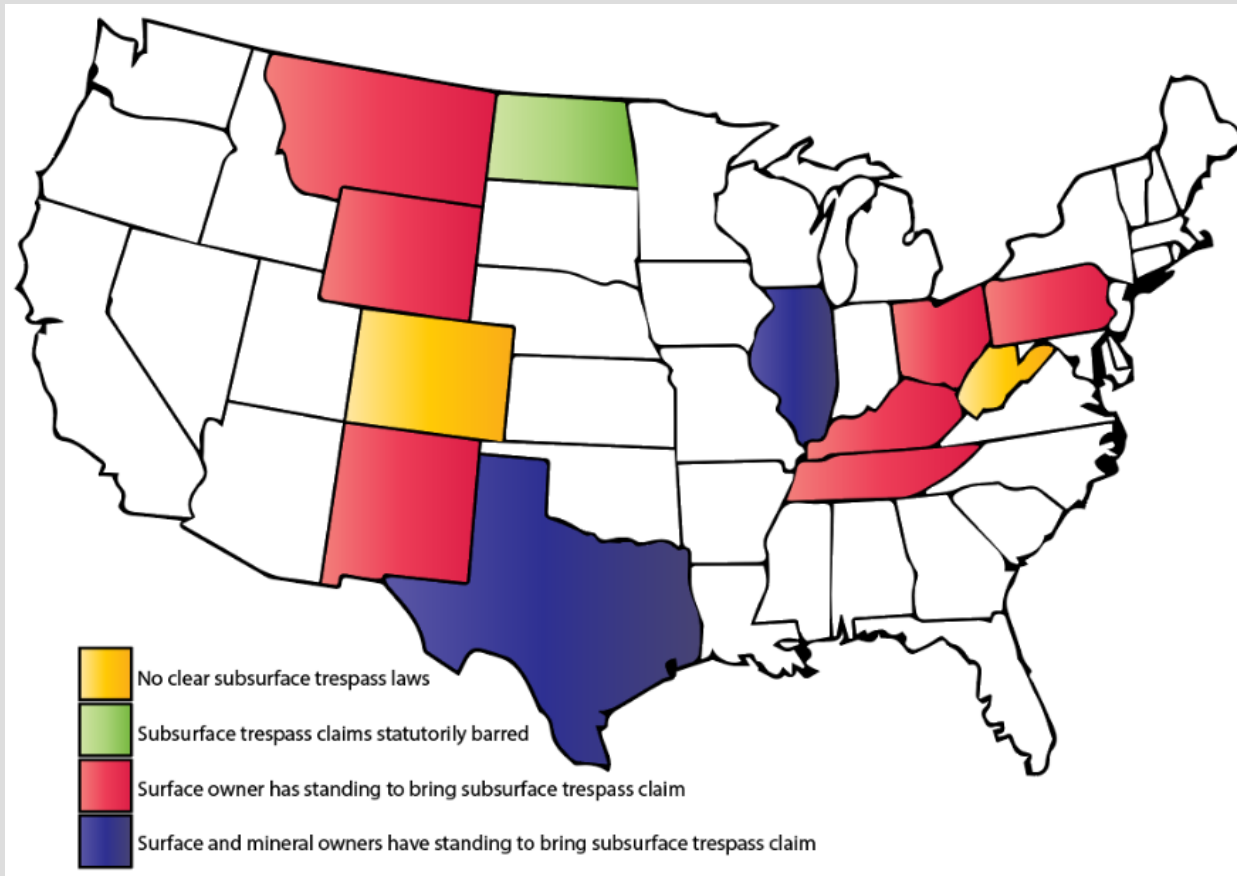 No clear subsurface trespass laws
Subsurface trespass claims statutorily barred
Surface owner has standing to bring subsurface trespass claim
Surface and mineral owners have standing to bring subsurface trespass claim